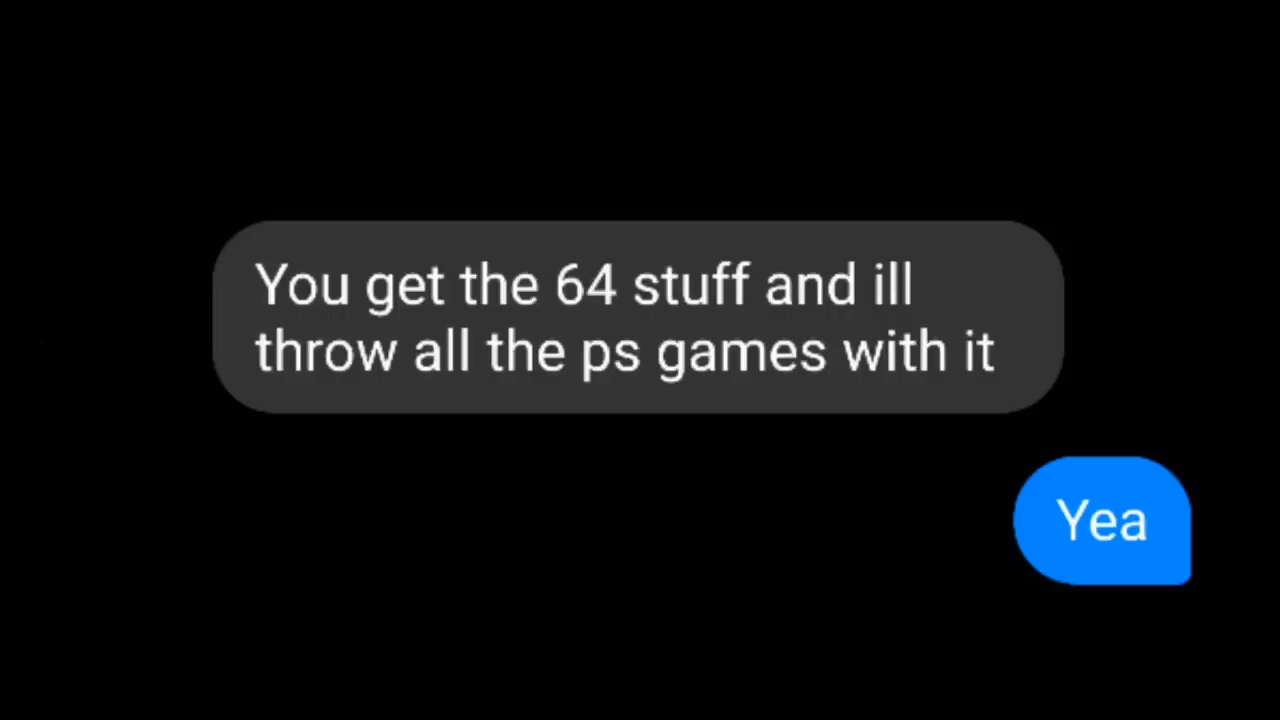 You get the 64 stuff and ill
throw all the ps games with it
Yea